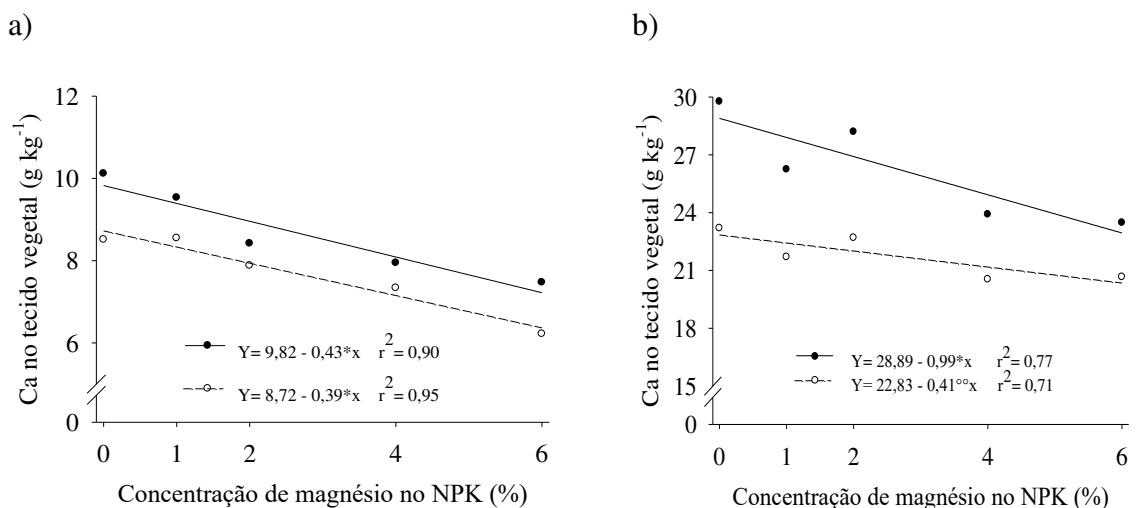 a)
12
10
8
6
0
Ca no tecido vegetal (g kg⁻¹)
Y= 9,82 - 0,43*x r² = 0,90
Y= 8,72 - 0,39*x r² = 0,95
0 1 2 4 6
Concentração de magnésio no NPK (%)
b)
30
27
24
21
15
0
Ca no tecido vegetal (g kg⁻¹)
Y= 28,89 - 0,99*x r² = 0,77
Y= 22,83 - 0,41°°x r² = 0,71
0 1 2 4 6
Concentração de magnésio no NPK (%)